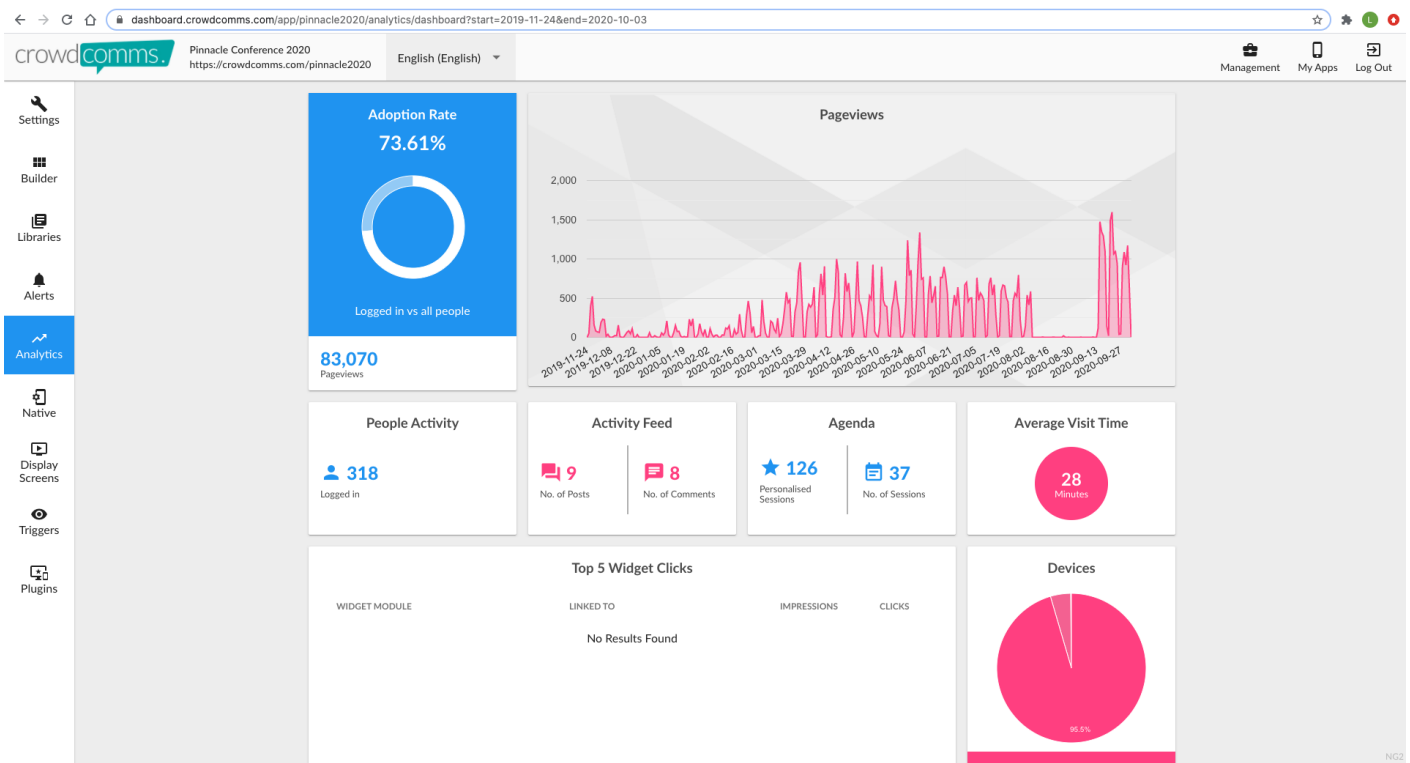 dashboard.crowdcomms.com/app/pinnacle2020/analytics/dashboard?start=2019-11-24&end=2020-10-03
L
crowdcomms.
Pinnacle Conference 2020
https://crowdcomms.com/pinnacle2020
English (English)
Management
My Apps
Log Out
Settings
Builder
Libraries
Alerts
Analytics
Native
Display
Screens
Triggers
Plugins
Adoption Rate
73.61%
Logged in vs all people
83,070
Pageviews
Pageviews
2,000
1,500
1,000
500
0
2019-11-24
2019-12-08
2019-12-22
2020-01-05
2020-01-19
2020-02-02
2020-02-16
2020-03-01
2020-03-15
2020-03-29
2020-04-12
2020-04-26
2020-05-10
2020-05-24
2020-06-07
2020-06-21
2020-07-05
2020-07-19
2020-08-02
2020-08-16
2020-08-30
2020-09-13
2020-09-27
People Activity
318
Logged in
Activity Feed
9
No. of Posts
8
No. of Comments
Agenda
126
Personalised
Sessions
37
No. of Sessions
Average Visit Time
28
Minutes
Top 5 Widget Clicks
WIDGET MODULE LINKED TO IMPRESSIONS CLICKS
No Results Found
Devices
95.5%
NG2